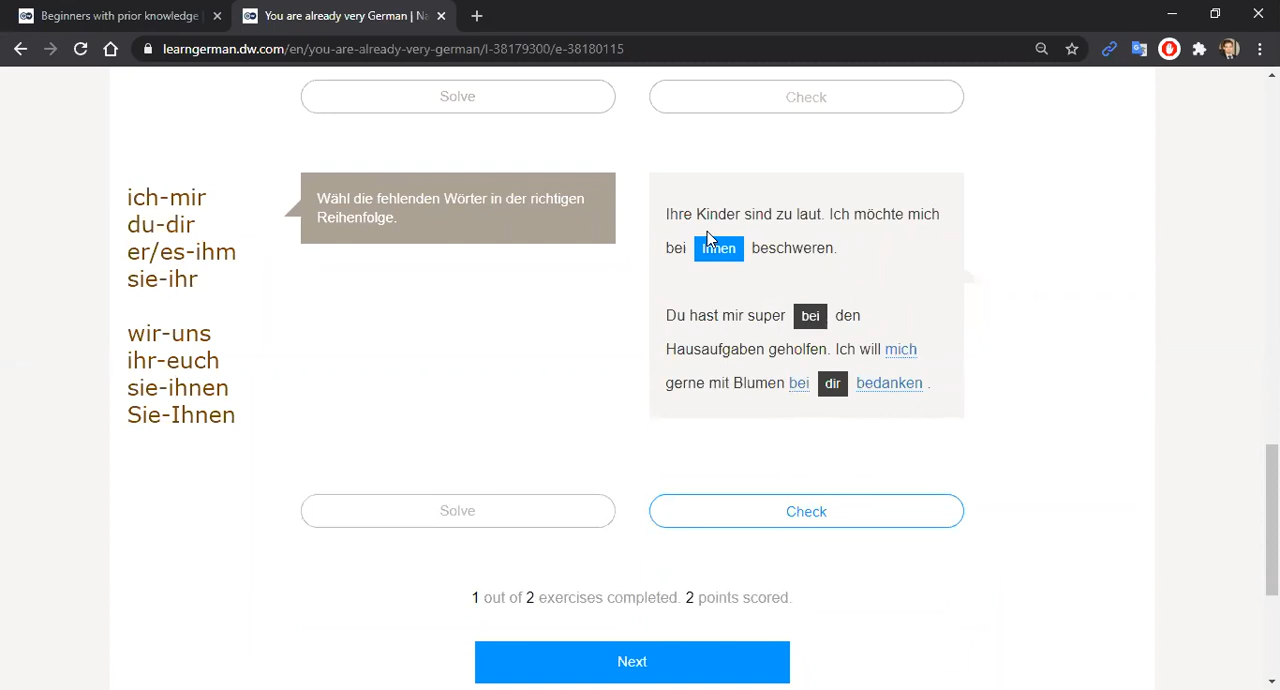 Beginners with prior knowledge
You are already very German | Na
learngerman.dw.com/en/you-are-already-very-german/l-38179300/e-38180115
Solve
Check
ich-mir
du-dir
er/es-ihm
sie-ihr
wir-uns
ihr-euch
sie-ihnen
Sie-Ihnen
Wähl die fehlenden Wörter in der richtigen
Reihenfolge.
Ihre Kinder sind zu laut. Ich möchte mich
bei Ihnen beschweren.
Du hast mir super bei den
Hausaufgaben geholfen. Ich will mich
gerne mit Blumen bei dir bedanken .
Solve
Check
1 out of 2 exercises completed. 2 points scored.
Next